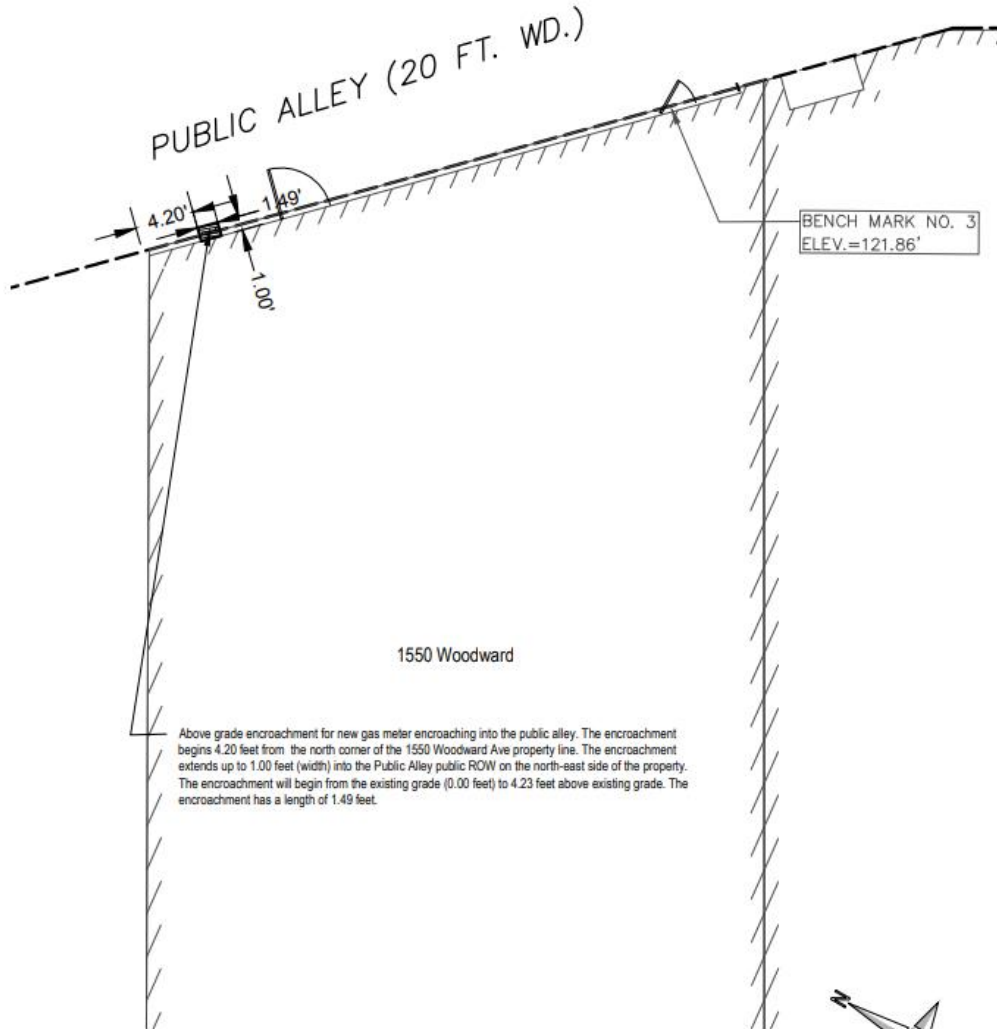 PUBLIC ALLEY (20 FT. WD.)
4.20'
1.49'
1.00'
BENCH MARK NO. 3
ELEV.=121.86'
1550 Woodward
Above grade encroachment for new gas meter encroaching into the public alley. The encroachment
begins 4.20 feet from the north corner of the 1550 Woodward Ave property line. The encroachment
extends up to 1.00 feet (width) into the Public Alley public ROW on the north-east side of the property.
The encroachment will begin from the existing grade (0.00 feet) to 4.23 feet above existing grade. The
encroachment has a length of 1.49 feet.
N